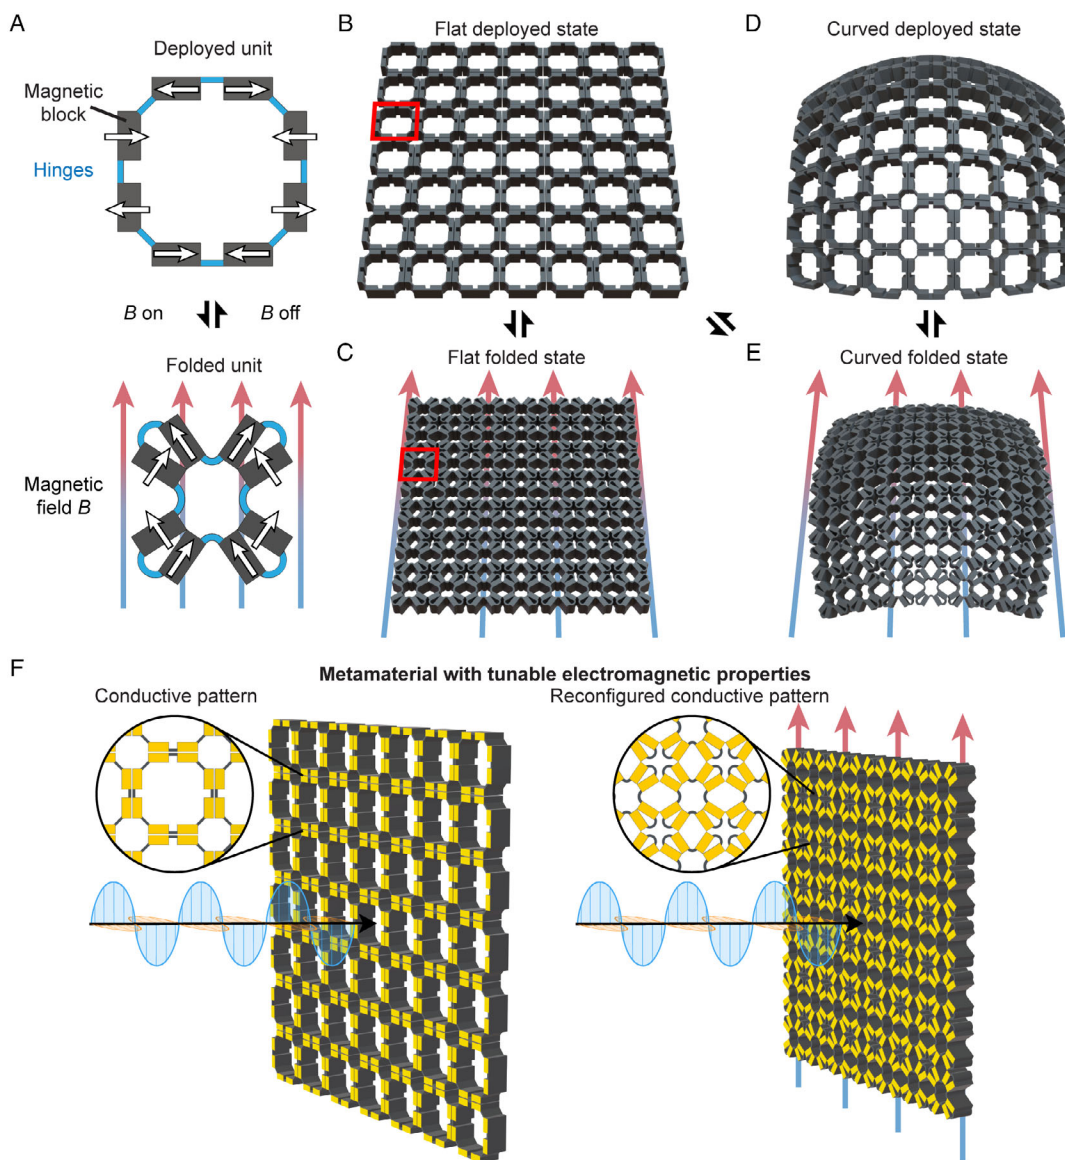 A
Deployed unit
Magnetic
block
Hinges
B on
B off
Folded unit
Magnetic
field B
B
Flat deployed state
C
Flat folded state
D
Curved deployed state
E
Curved folded state
F
Metamaterial with tunable electromagnetic properties
Conductive pattern
Reconfigured conductive pattern